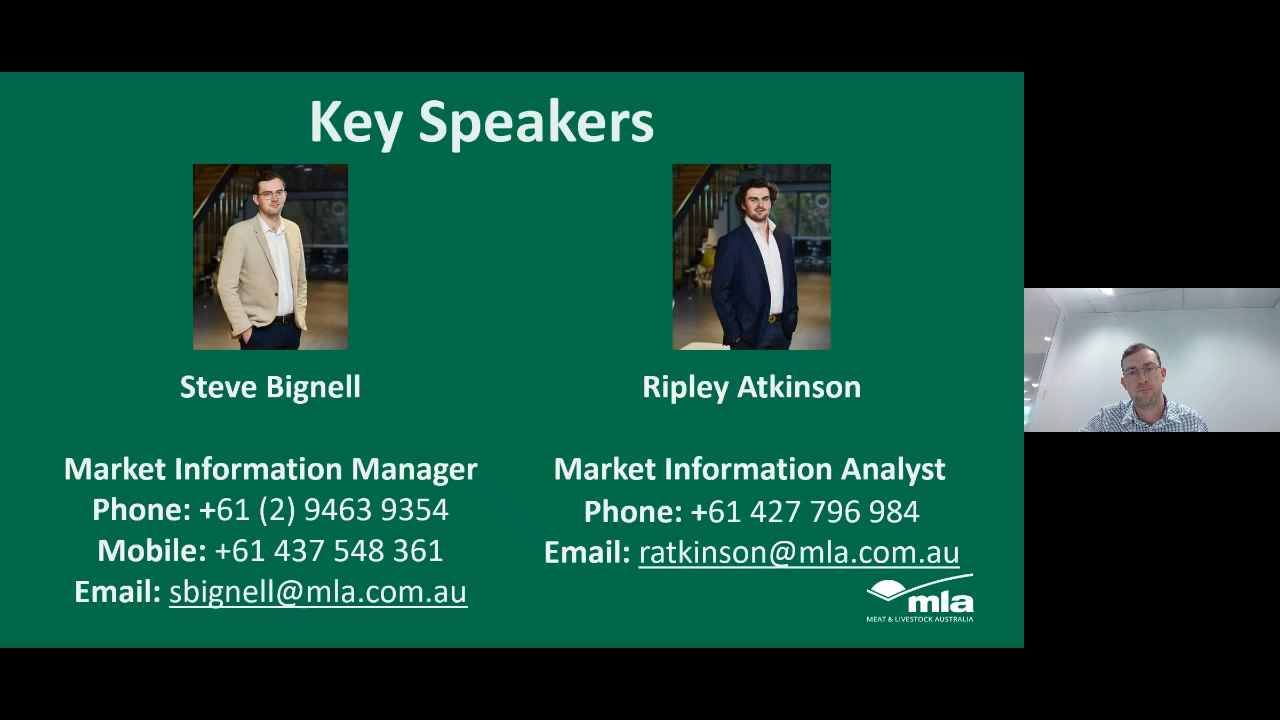 Key Speakers
Steve Bignell
Market Information Manager
Phone: +61 (2) 9463 9354
Mobile: +61 437 548 361
Email: sbignell@mla.com.au
Ripley Atkinson
Market Information Analyst
Phone: +61 427 796 984
Email: ratkinson@mla.com.au
mla
MEAT & LIVESTOCK AUSTRALIA